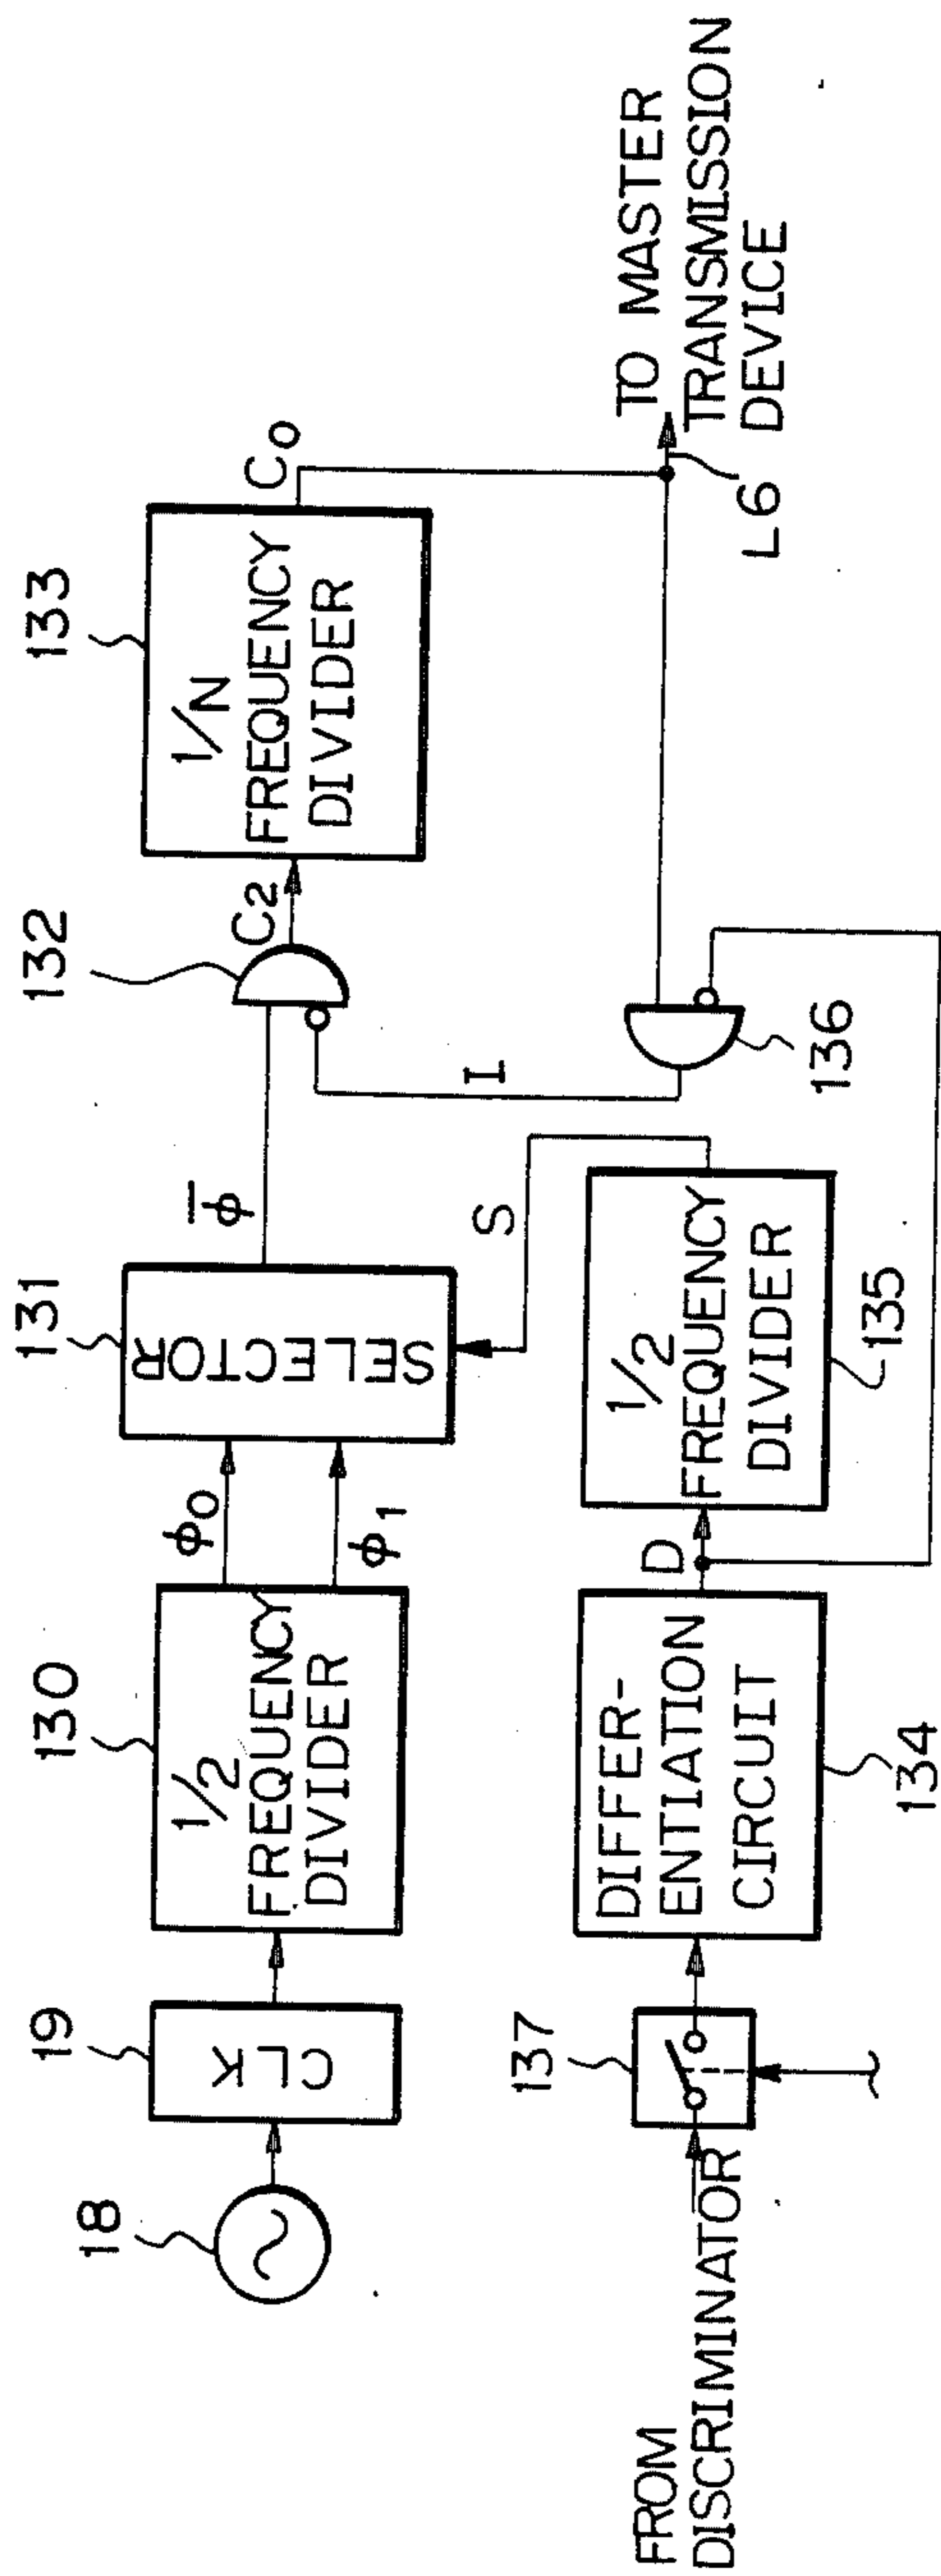 18
19
CLK
130
1/2
FREQUENCY
DIVIDER
ϕ0
ϕ1
131
SELECTOR
ϕ̅
132
C2
133
1/N
FREQUENCY
DIVIDER
C0
FROM
DISCRIMINATOR
137
DIFFER-
ENTIATION
CIRCUIT
134
D
1/2
FREQUENCY
DIVIDER
135
S
I
136
L6
TO MASTER
TRANSMISSION
DEVICE